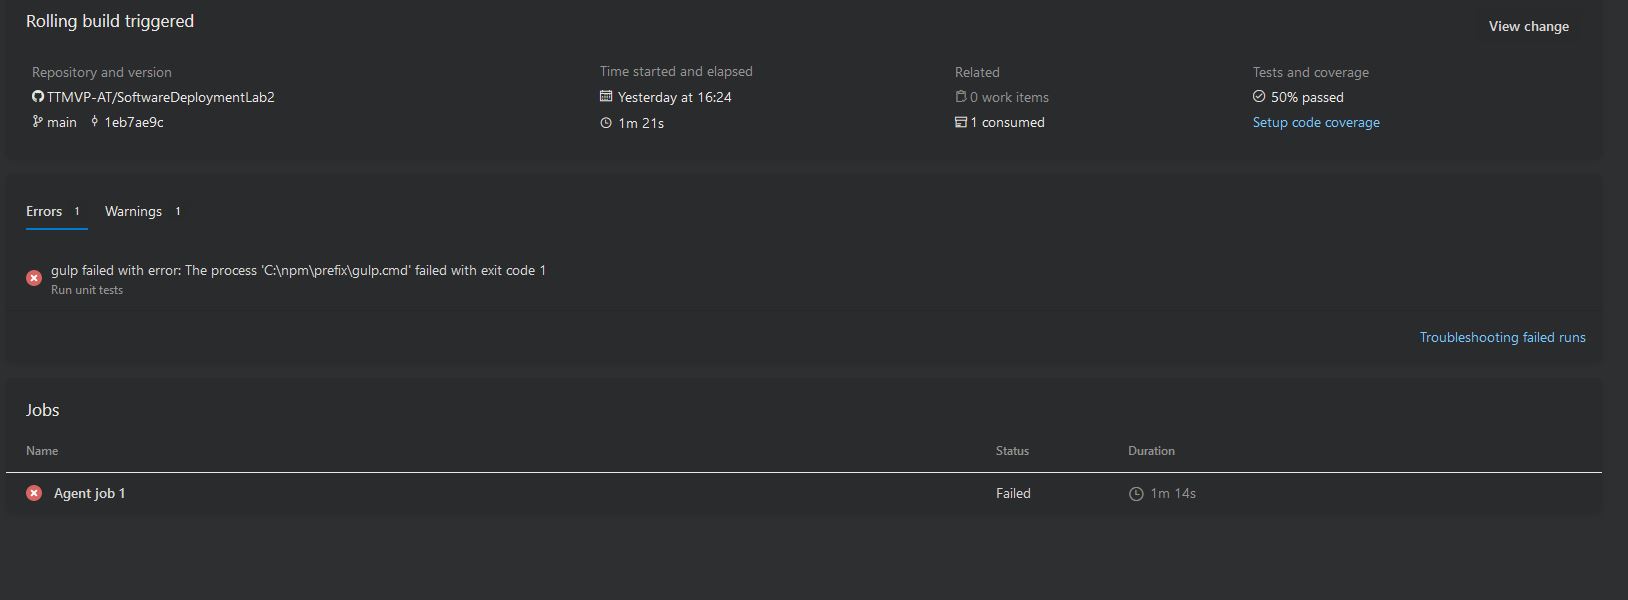 Rolling build triggered
View change
Repository and version
TTMVP-AT/SoftwareDeploymentLab2
main 1eb7ae9c
Time started and elapsed
Yesterday at 16:24
1m 21s
Related
0 work items
1 consumed
Tests and coverage
50% passed
Setup code coverage
Errors 1 Warnings 1
gulp failed with error: The process 'C:\npm\prefix\gulp.cmd' failed with exit code 1
Run unit tests
Troubleshooting failed runs
Jobs
Name Status Duration
Agent job 1 Failed 1m 14s